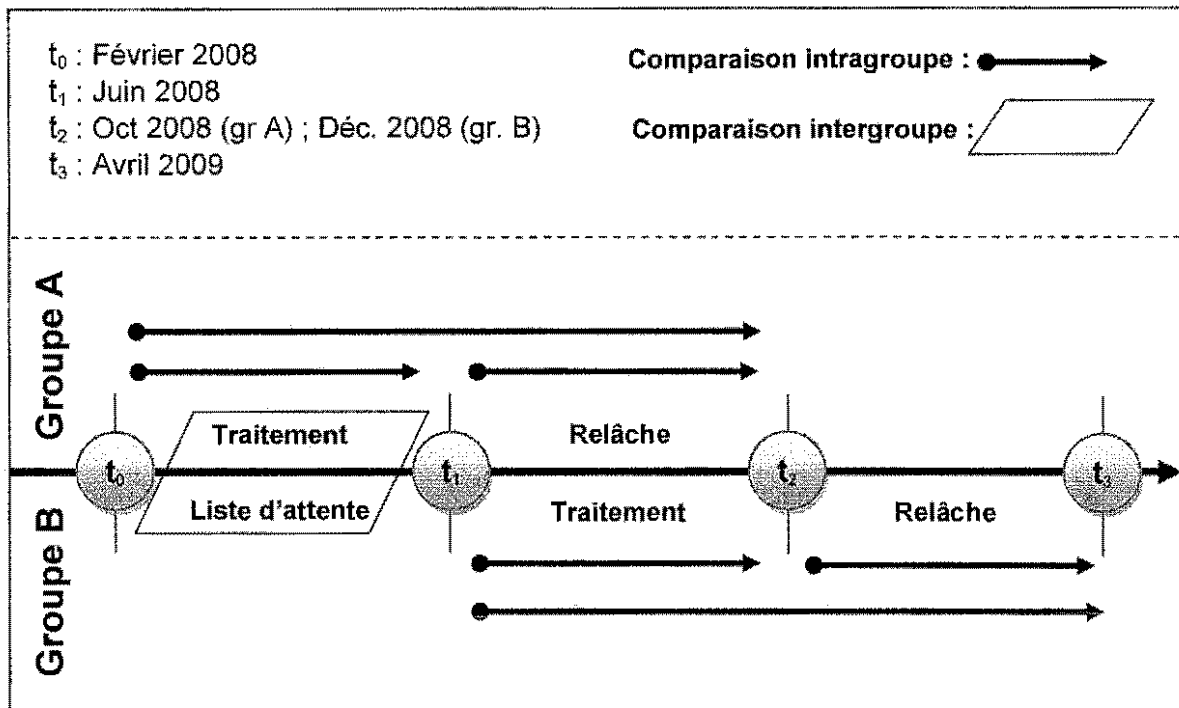 t₀ : Février 2008
t₁ : Juin 2008
t₂ : Oct 2008 (gr A) ; Déc. 2008 (gr. B)
t₃ : Avril 2009
Comparaison intragroupe :
Comparaison intergroupe :
Groupe A
Traitement
Relâche
t₀
t₁
t₂
t₃
Groupe B
Liste d'attente
Traitement
Relâche